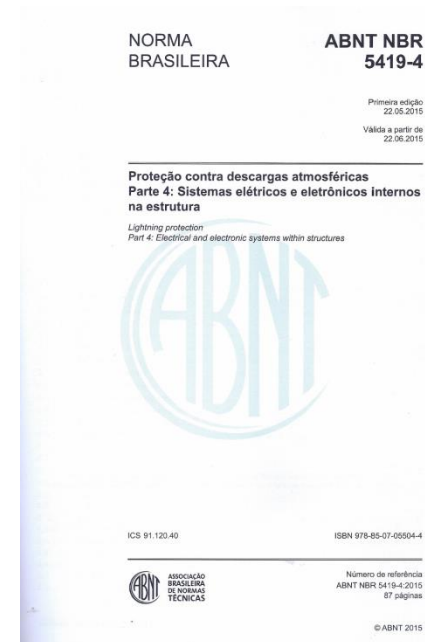 NORMA
BRASILEIRA
ABNT NBR
5419-4
Primeira edição
22.05.2015
Válida a partir de
22.06.2015
Proteção contra descargas atmosféricas
Parte 4: Sistemas elétricos e eletrônicos internos
na estrutura
Lightning protection
Part 4: Electrical and electronic systems within structures
ABNT
ICS 91.120.40
ISBN 978-85-07-05504-4
ABNT
ASSOCIAÇÃO
BRASILEIRA
DE NORMAS
TÉCNICAS
Número de referência
ABNT NBR 5419-4:2015
87 páginas
© ABNT 2015